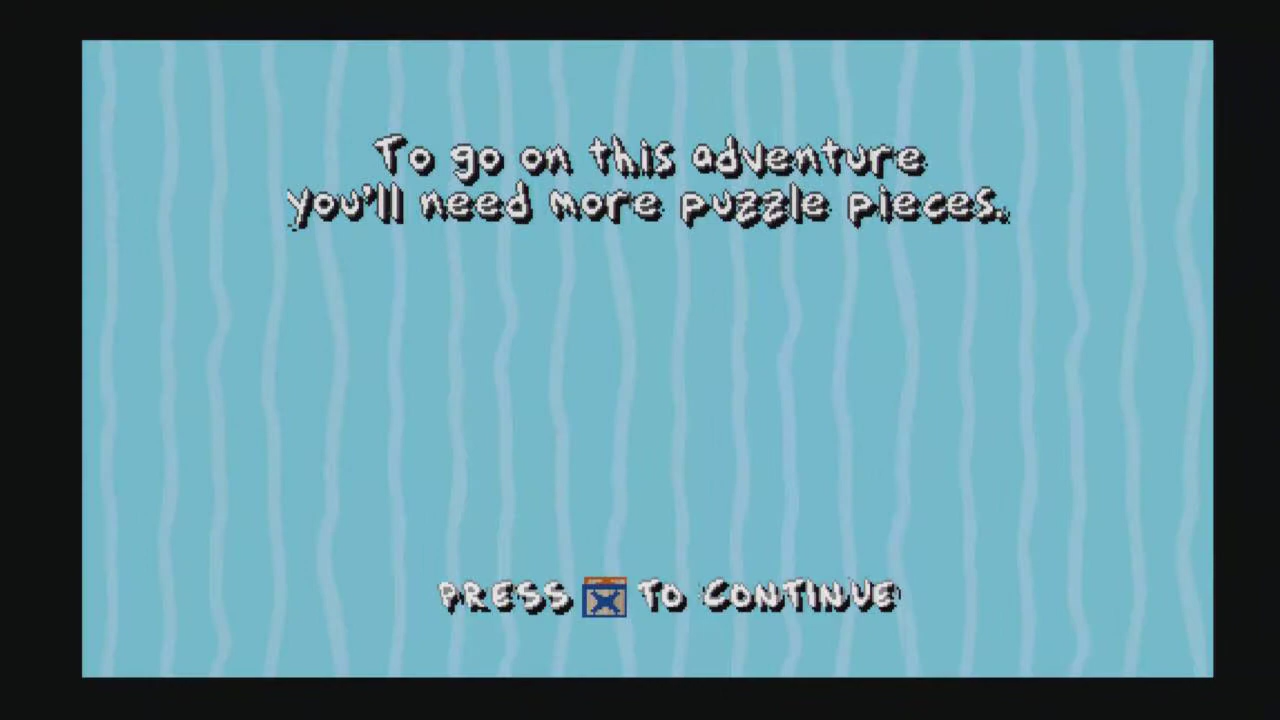 To go on this adventure
you'll need more puzzle pieces.
PRESS X TO CONTINUE